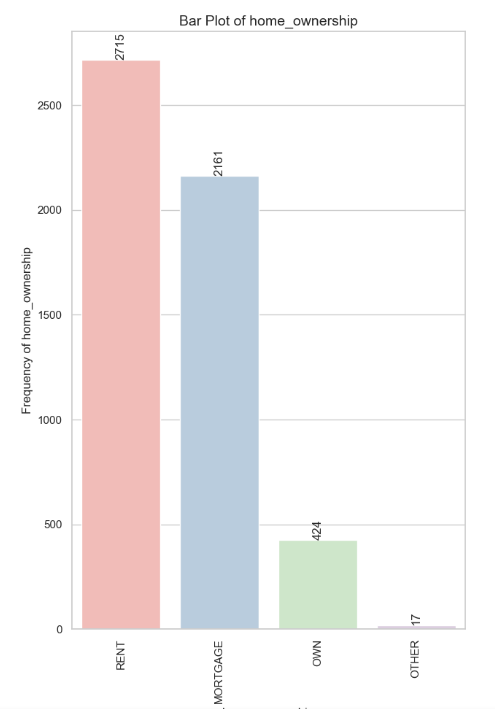 Bar Plot of home_ownership
2715
2161
424
17
2500
2000
1500
1000
500
0
Frequency of home_ownership
RENT
MORTGAGE
OWN
OTHER